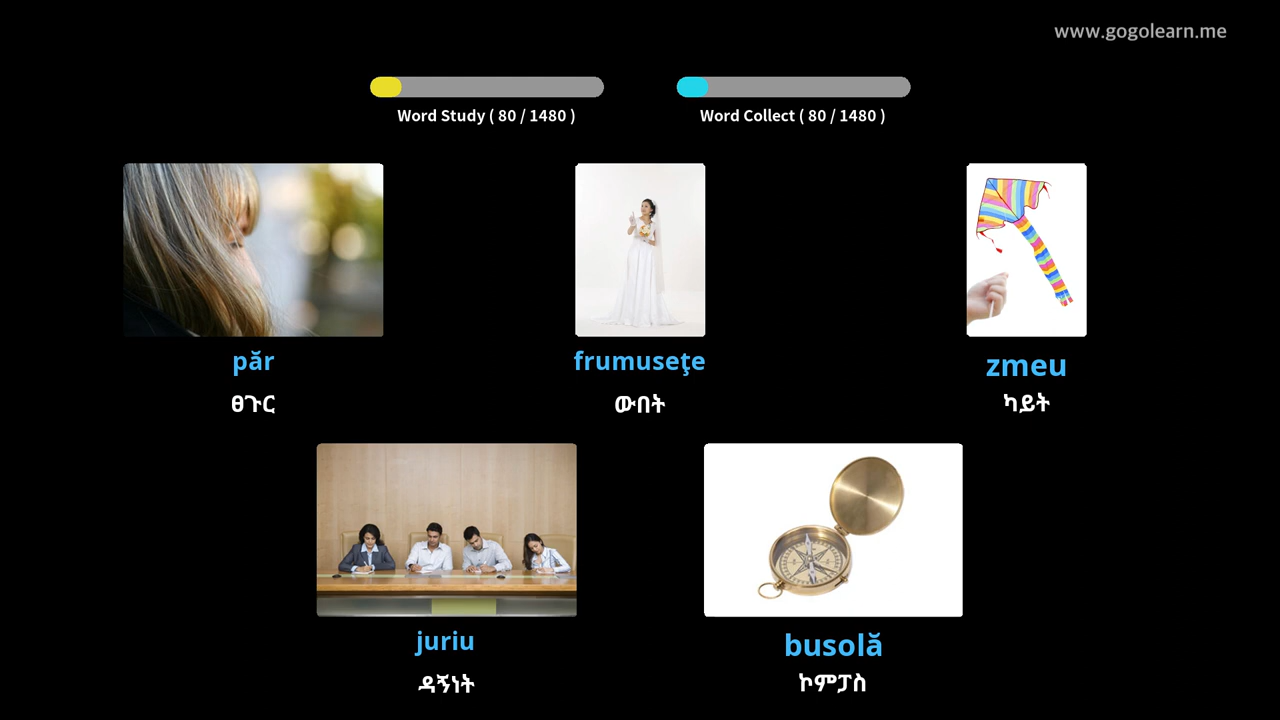 www.gogolearn.me
Word Study ( 80 / 1480 )
Word Collect ( 80 / 1480 )
păr
frumuseţe
zmeu
ፀጉር
ውበት
ካይት
juriu
busolă
ዳኝነት
ኮምፓስ